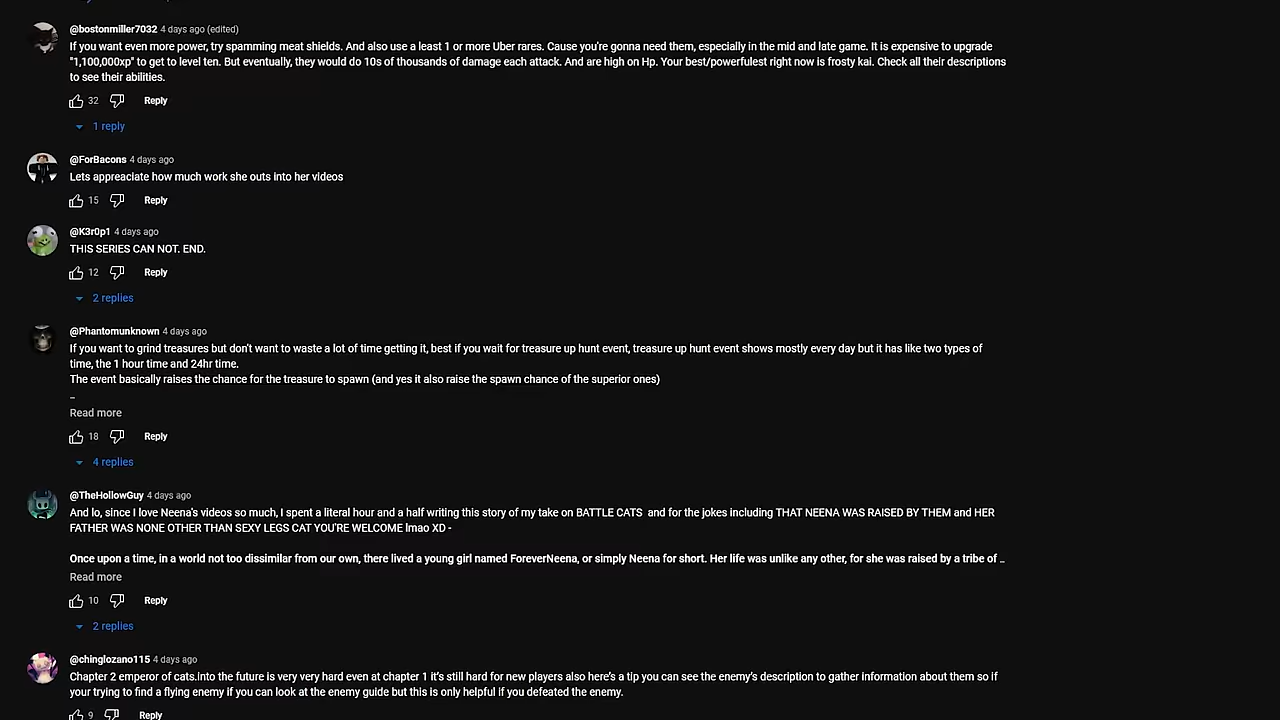 @bostonmiller7032 4 days ago (edited)
If you want even more power, try spamming meat shields. And also use a least 1 or more Uber rares. Cause you're gonna need them, especially in the mid and late game. It is expensive to upgrade
"1,100,000xp" to get to level ten. But eventually, they would do 10s of thousands of damage each attack. And are high on Hp. Your best/powerfulest right now is frosty kai. Check all their descriptions
to see their abilities.
32 Reply
1 reply
@ForBacons 4 days ago
Lets appreaciate how much work she outs into her videos
15 Reply
@K3r0p1 4 days ago
THIS SERIES CAN NOT. END.
12 Reply
2 replies
@Phantomunknown 4 days ago
If you want to grind treasures but don't want to waste a lot of time getting it, best if you wait for treasure up hunt event, treasure up hunt event shows mostly every day but it has like two types of
time, the 1 hour time and 24hr time.
The event basically raises the chance for the treasure to spawn (and yes it also raise the spawn chance of the superior ones)
...
Read more
18 Reply
4 replies
@TheHollowGuy 4 days ago
And lo, since I love Neena's videos so much, I spent a literal hour and a half writing this story of my take on BATTLE CATS and for the jokes including THAT NEENA WAS RAISED BY THEM and HER
FATHER WAS NONE OTHER THAN SEXY LEGS CAT YOU'RE WELCOME lmao XD -
Once upon a time, in a world not too dissimilar from our own, there lived a young girl named ForeverNeena, or simply Neena for short. Her life was unlike any other, for she was raised by a tribe of ...
Read more
10 Reply
2 replies
@chinglozano115 4 days ago
Chapter 2 emperor of cats.Into the future is very very hard even at chapter 1 it's still hard for new players also here's a tip you can see the enemy's description to gather information about them so if
your trying to find a flying enemy if you can look at the enemy guide but this is only helpful if you defeated the enemy.
9 Reply